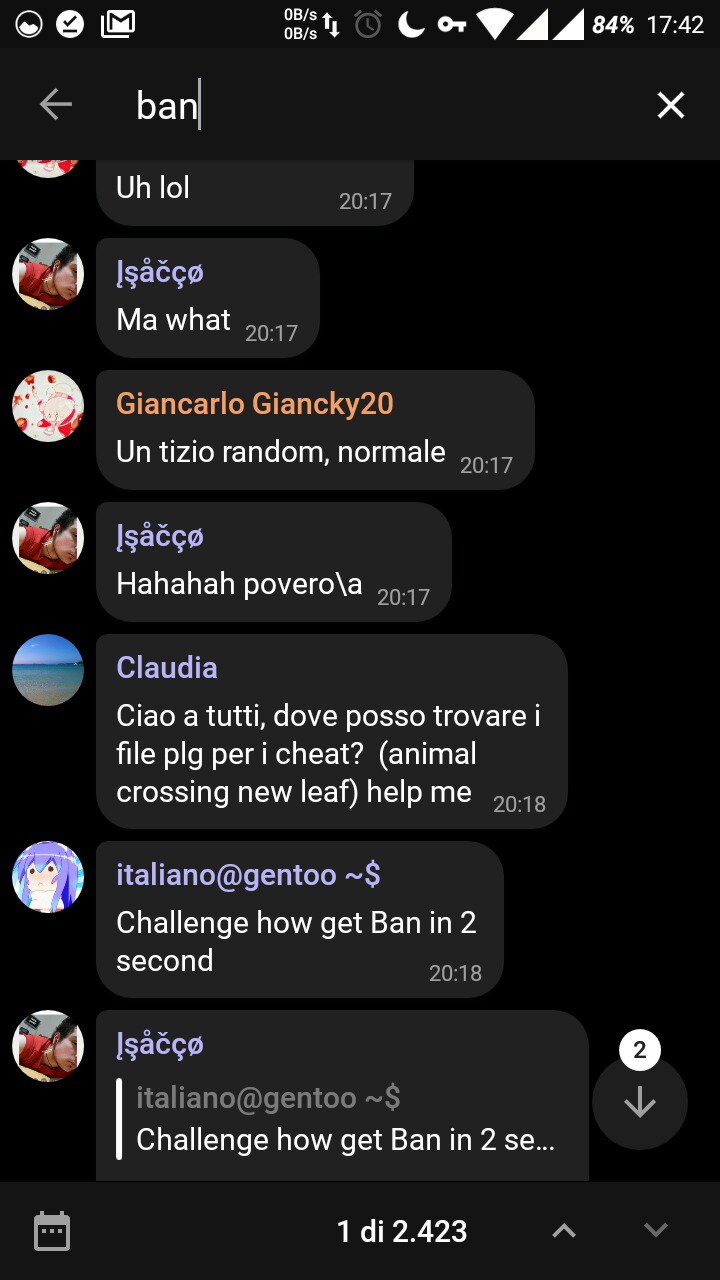 0B/s
0B/s
84% 17:42
ban
Uh lol
20:17
Įşåčçø
Ma what 20:17
Giancarlo Giancky20
Un tizio random, normale 20:17
Įşåčçø
Hahahah povero\a 20:17
Claudia
Ciao a tutti, dove posso trovare i
file plg per i cheat?  (animal
crossing new leaf) help me 20:18
italiano@gentoo ~$
Challenge how get Ban in 2
second 20:18
Įşåčçø
italiano@gentoo ~$
Challenge how get Ban in 2 se...
2
1 di 2.423